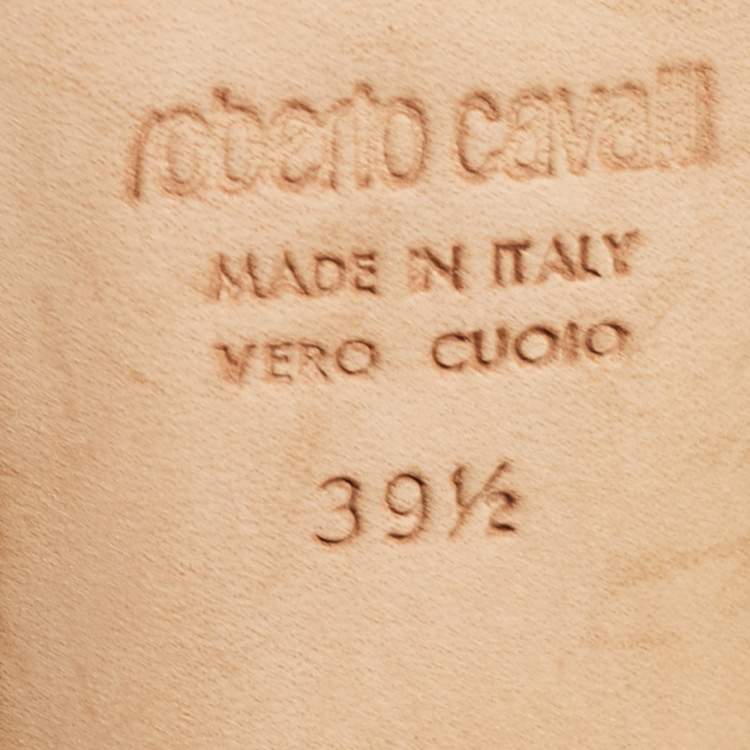 roberto cavalli
MADE IN ITALY
VERO CUOIO
39½